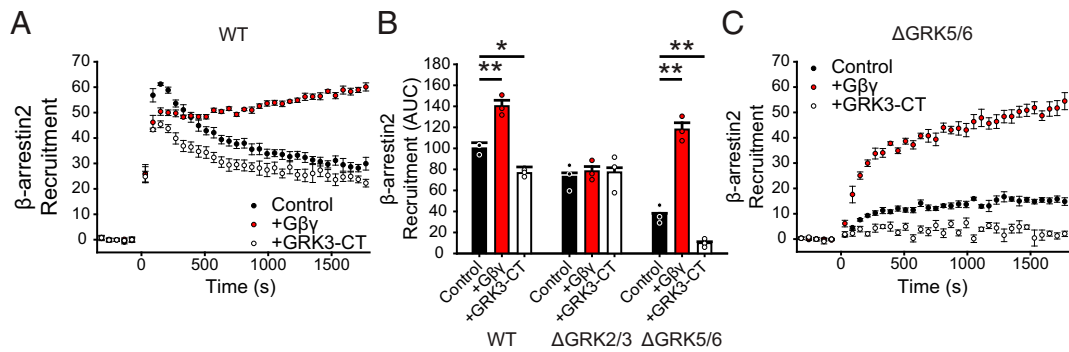 A
WT
β-arrestin2
Recruitment
70
60
50
40
30
20
10
0
Control
+Gβγ
+GRK3-CT
0
500
1000
1500
Time (s)
B
β-arrestin2
Recruitment (AUC)
180
160
140
120
100
80
60
40
20
0
*
**
**
**
Control
+Gβγ
+GRK3-CT
Control
+Gβγ
+GRK3-CT
Control
+Gβγ
+GRK3-CT
WT
ΔGRK2/3
ΔGRK5/6
C
ΔGRK5/6
β-arrestin2
Recruitment
70
60
50
40
30
20
10
0
Control
+Gβγ
+GRK3-CT
0
500
1000
1500
Time (s)